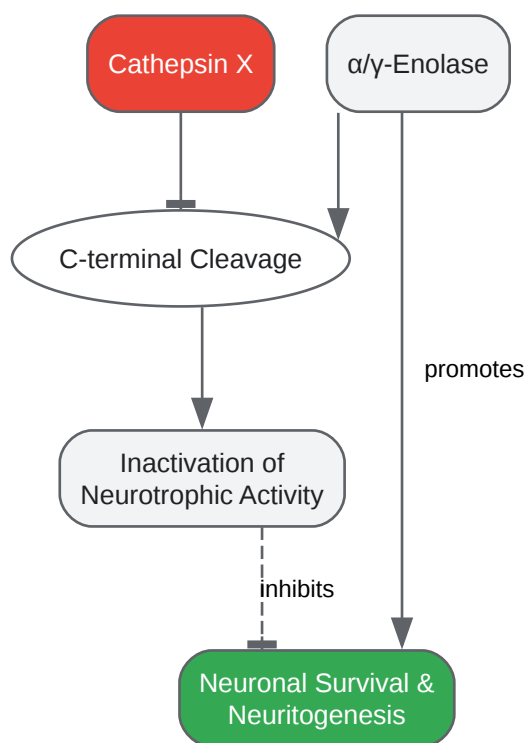 Cathepsin X
α/γ-Enolase
C-terminal Cleavage
promotes
Inactivation of
Neurotrophic Activity
inhibits
Neuronal Survival &
Neuritogenesis